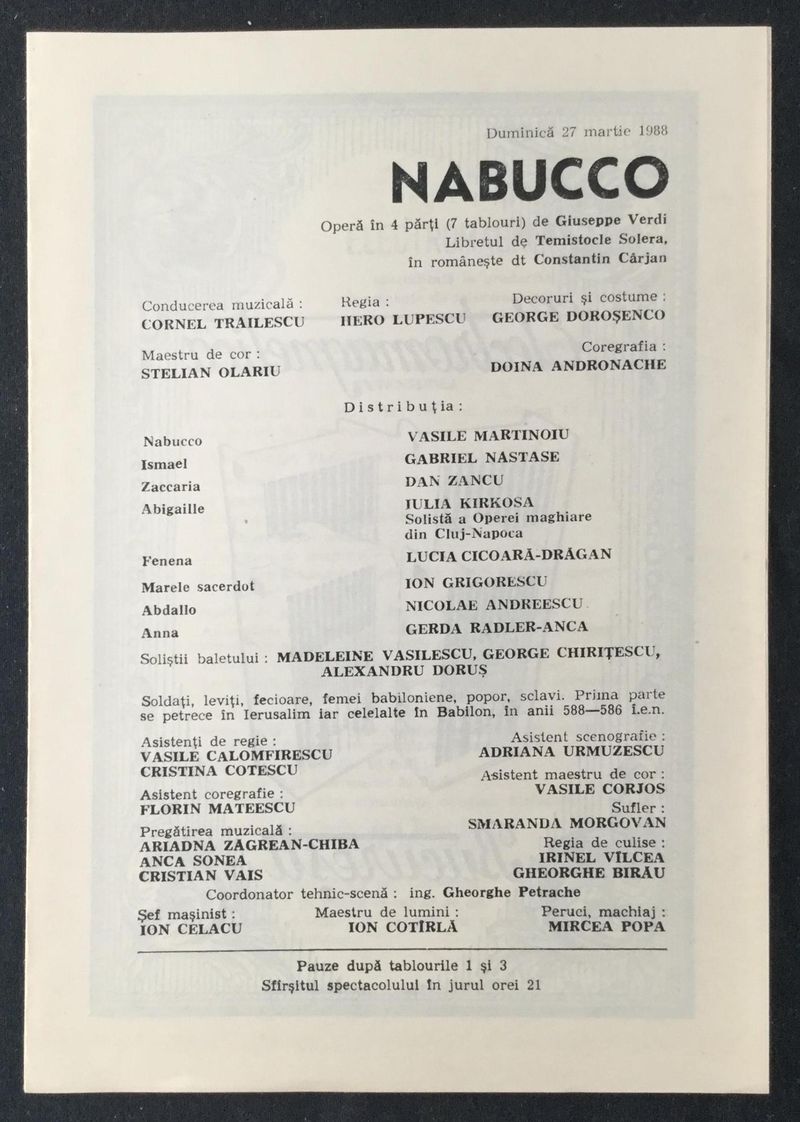 Duminică 27 martie 1988
NABUCCO
Operă în 4 părți (7 tablouri) de Giuseppe Verdi
Libretul de Temistocle Solera,
în românește dt Constantin Cârjan
Conducerea muzicală :
CORNEL TRAILESCU
Regia :
HERO LUPESCU
Decoruri și costume :
GEORGE DOROȘENCO
Maestru de cor :
STELIAN OLARIU
Coregrafia :
DOINA ANDRONACHE
Distribuția :
Nabucco VASILE MARTINOIU
Ismael GABRIEL NASTASE
Zaccaria DAN ZANCU
Abigaille IULIA KIRKOSA
Solistă a Operei maghiare
din Cluj-Napoca
Fenena LUCIA CICOARĂ-DRĂGAN
Marele sacerdot ION GRIGORESCU
Abdallo NICOLAE ANDREESCU
Anna GERDA RADLER-ANCA
Soliștii baletului : MADELEINE VASILESCU, GEORGE CHIRIȚESCU,
ALEXANDRU DORUȘ
Soldați, leviți, fecioare, femei babiloniene, popor, sclavi. Prima parte
se petrece în Ierusalim iar celelalte în Babilon, în anii 588—586 î.e.n.
Asistenți de regie :
VASILE CALOMFIRESCU
CRISTINA COTESCU
Asistent coregrafie :
FLORIN MATEESCU
Pregătirea muzicală :
ARIADNA ZĂGREAN-CHIBA
ANCA SONEA
CRISTIAN VAIS
Asistent scenografie :
ADRIANA URMUZESCU
Asistent maestru de cor :
VASILE CORJOS
Sufler :
SMARANDA MORGOVAN
Regia de culise :
IRINEL VÎLCEA
GHEORGHE BIRĂU
Coordonator tehnic-scenă : ing. Gheorghe Petrache
Șef mașinist :
ION CELACU
Maestru de lumini :
ION COTÎRLĂ
Peruci, machiaj :
MIRCEA POPA
Pauze după tablourile 1 și 3
Sfîrșitul spectacolului în jurul orei 21